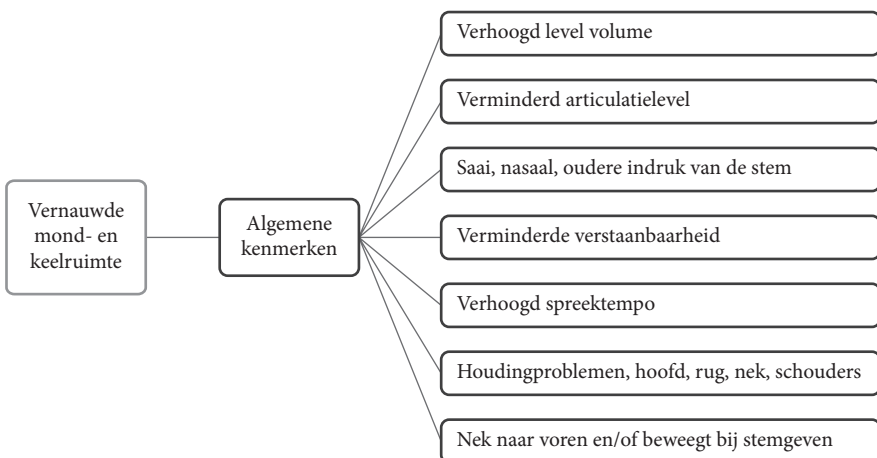 Vernauwde
mond- en
keelruimte
Algemene
kenmerken
Verhoogd level volume
Verminderd articulatielevel
Saai, nasaal, oudere indruk van de stem
Verminderde verstaanbaarheid
Verhoogd spreektempo
Houdingproblemen, hoofd, rug, nek, schouders
Nek naar voren en/of beweegt bij stemgeven